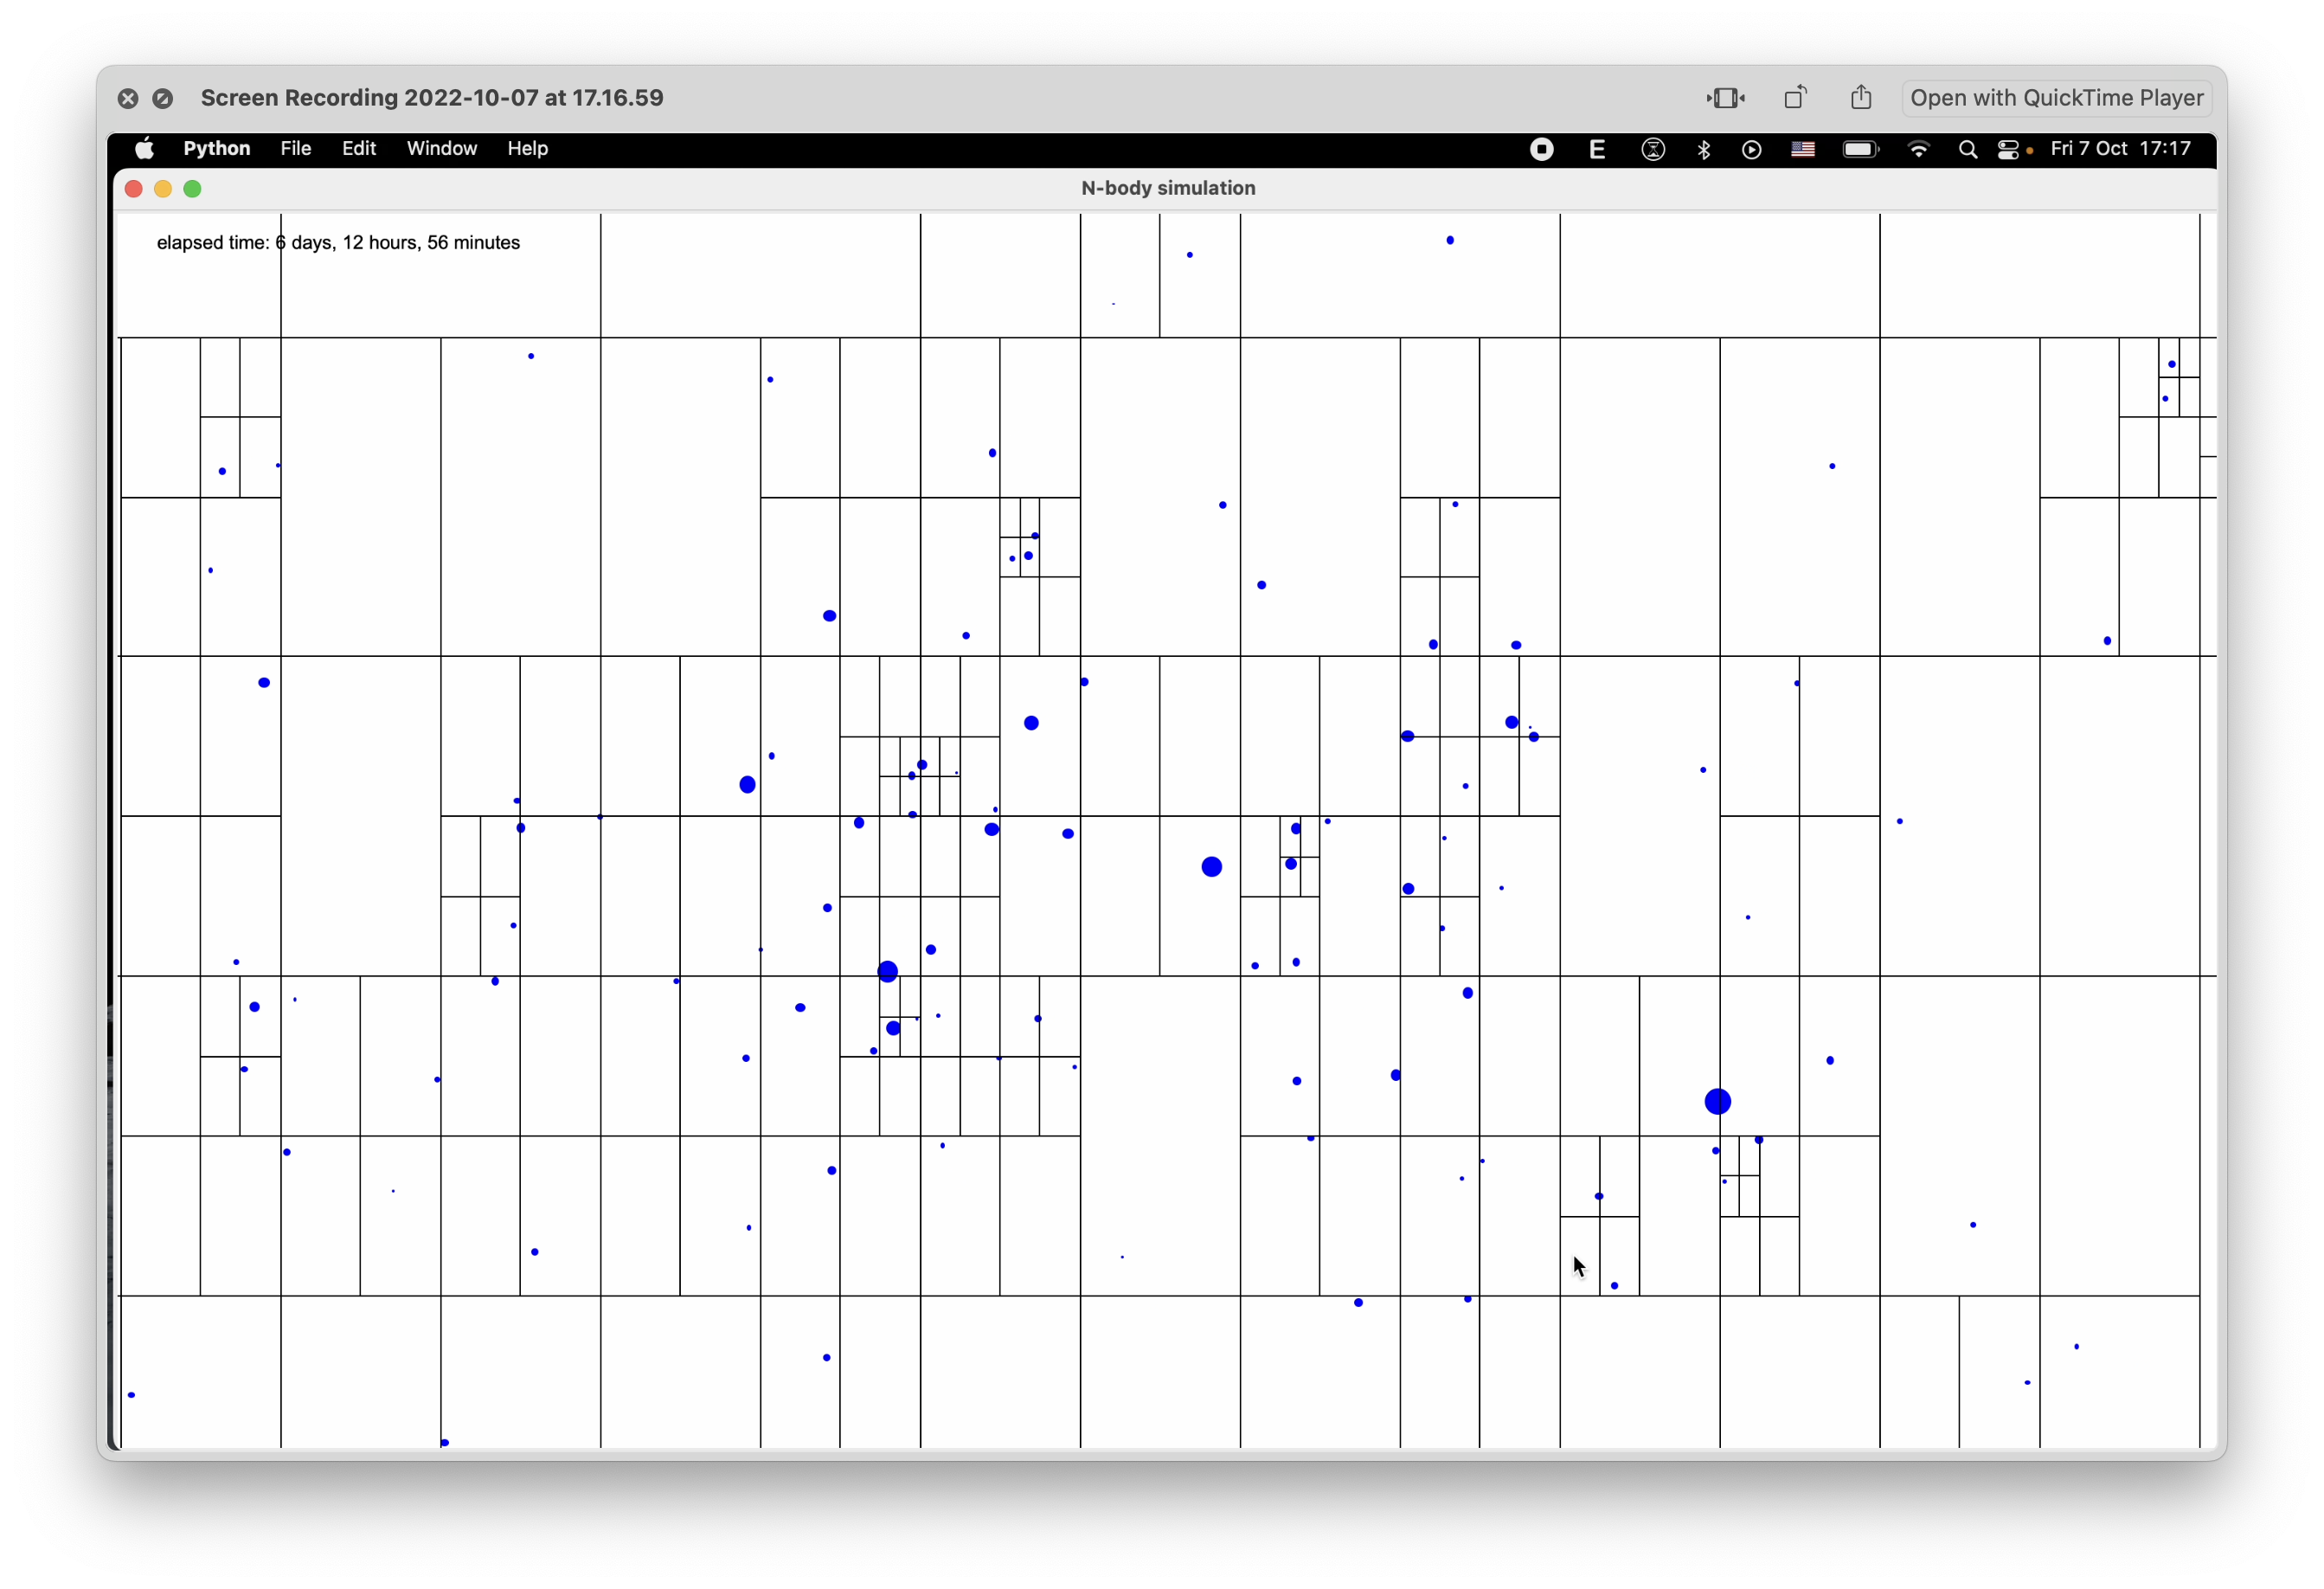 Screen Recording 2022-10-07 at 17.16.59
Open with QuickTime Player
Python File Edit Window Help
E
Fri 7 Oct 17:17
N-body simulation
elapsed time: 6 days, 12 hours, 56 minutes